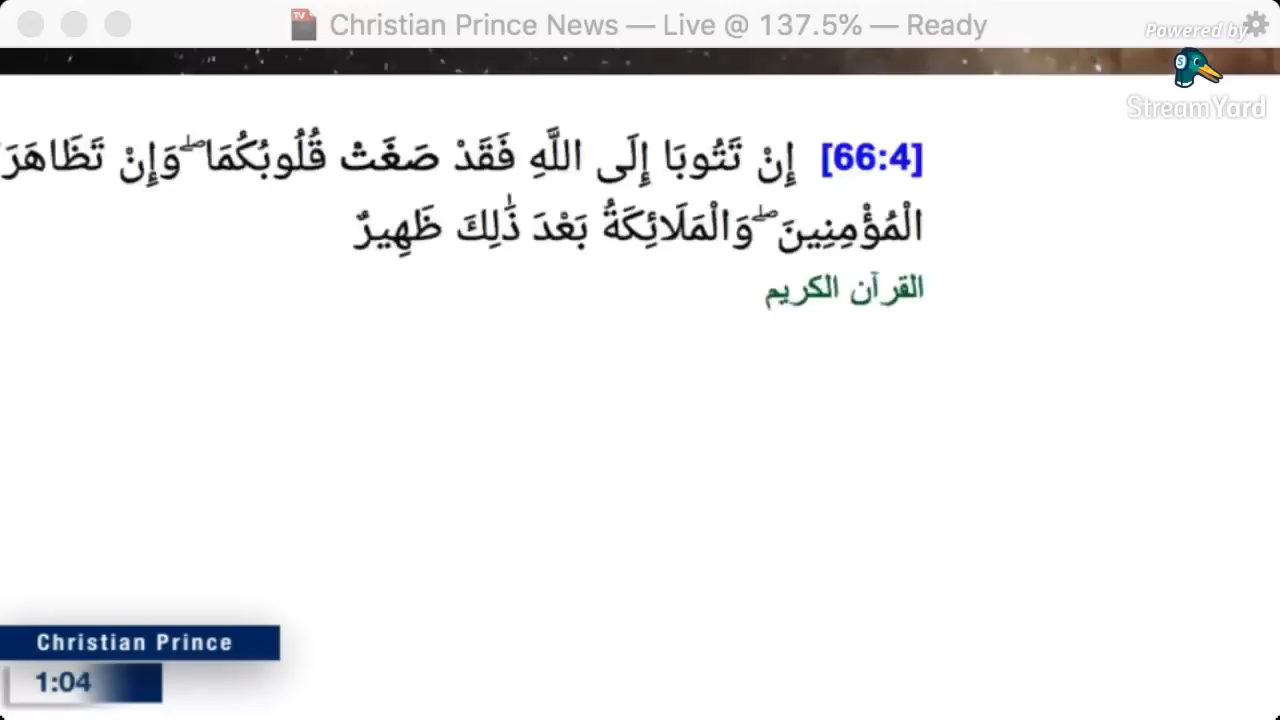 Christian Prince News — Live @ 137.5% — Ready
Powered by
StreamYard
[66:4] إِنْ تَتُوبَا إِلَى اللَّهِ فَقَدْ صَغَتْ قُلُوبُكُمَا ۖ وَإِنْ تَظَاهَرَ
الْمُؤْمِنِينَ ۖ وَالْمَلَائِكَةُ بَعْدَ ذَٰلِكَ ظَهِيرٌ
القرآن الكريم
Christian Prince
1:04